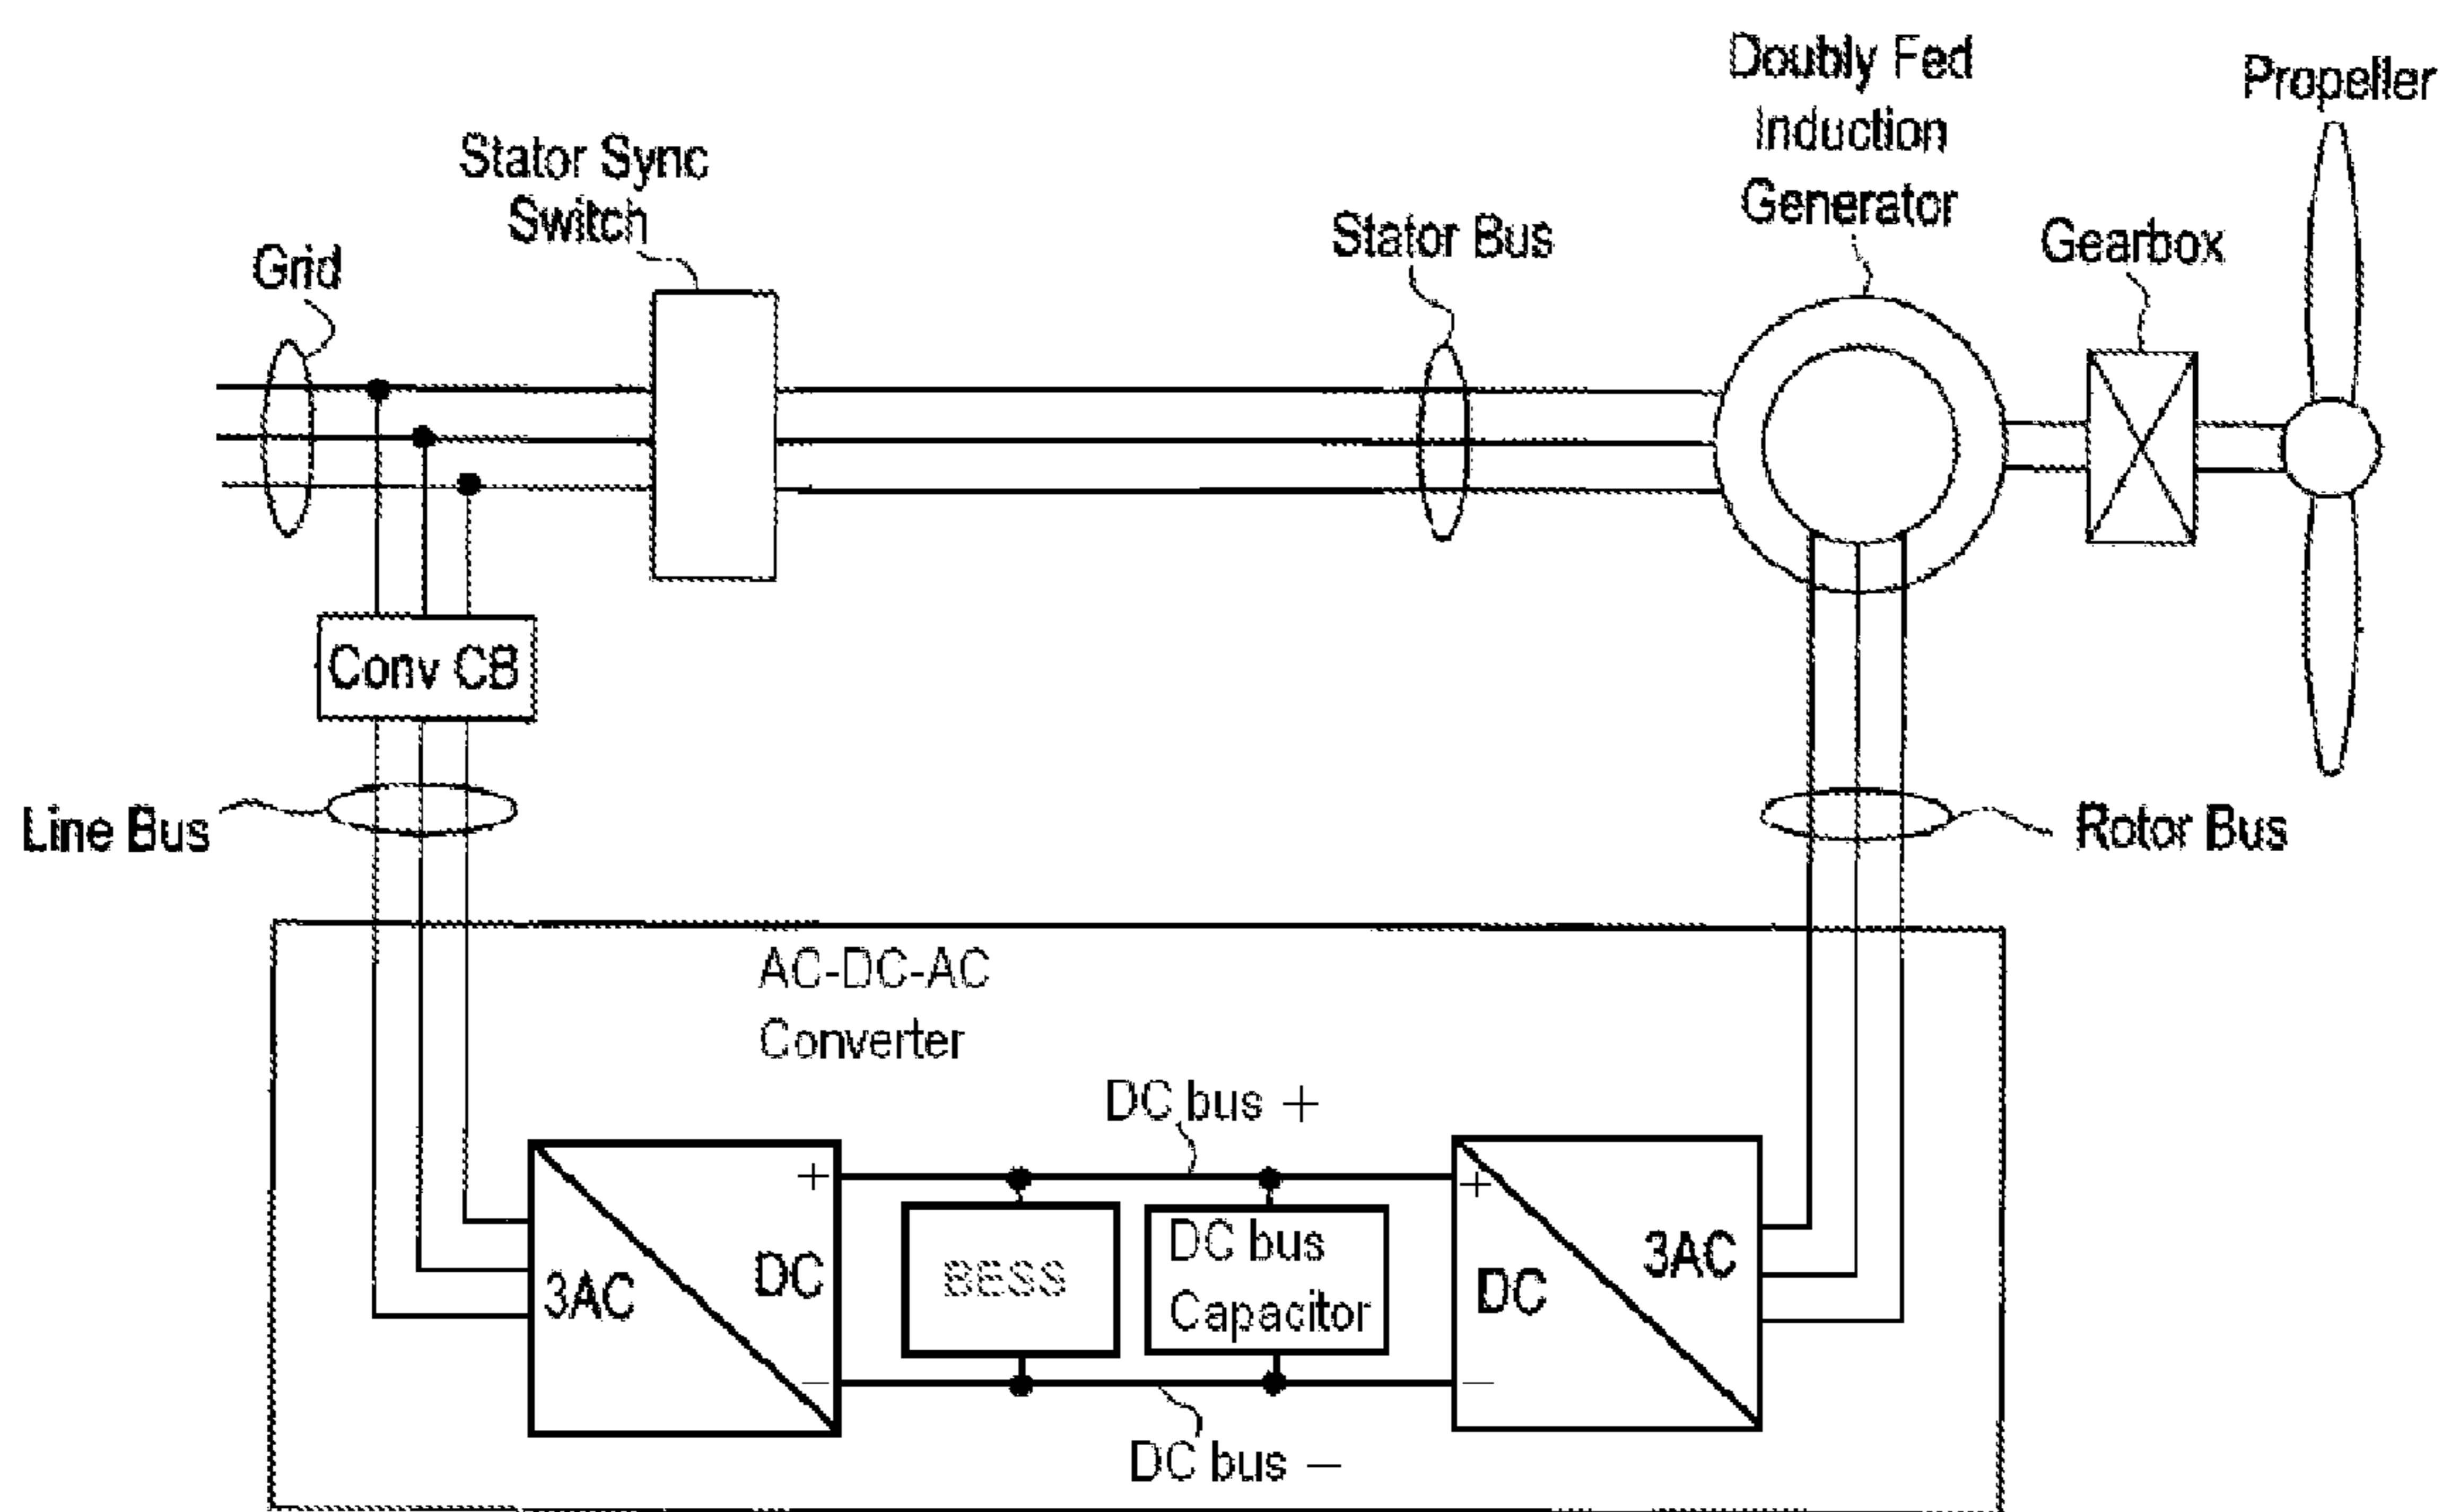 Doubly Fed
Induction
Generator
Propeller
Stator Sync
Switch
Stator Bus
Gearbox
Grid
Conv CB
Line Bus
Rotor Bus
AC-DC-AC
Converter
DC bus +
+
DC
3AC
−
BESS
DC bus
Capacitor
+
DC
3AC
−
DC bus −